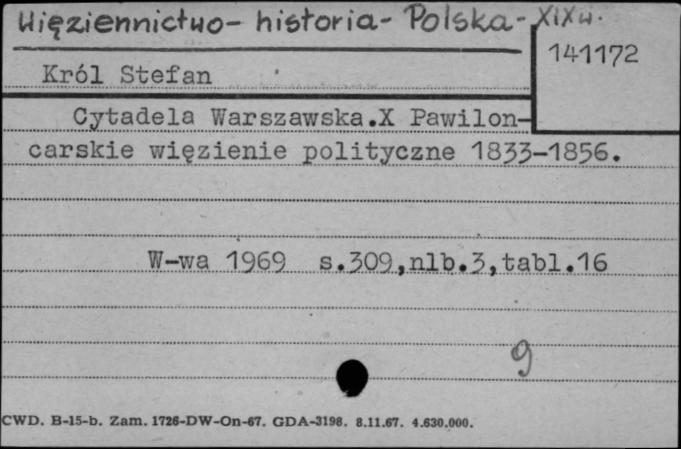 Więziennictwo - historia - Polska - XIX w.
141172
Król Stefan
Cytadela Warszawska.X Pawilon-
carskie więzienie polityczne 1833-1856.
W-wa 1969 s.309,nlb.3,tabl.16
9
CWD. B-15-b. Zam. 1726-DW-On-67. GDA-3198. 8.11.67. 4.630.000.